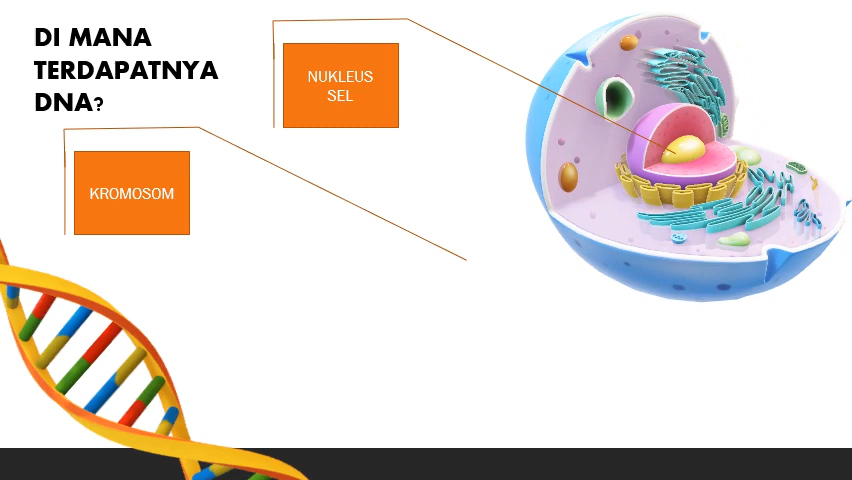 DI MANA
TERDAPATNYA
DNA?
NUKLEUS
SEL
KROMOSOM